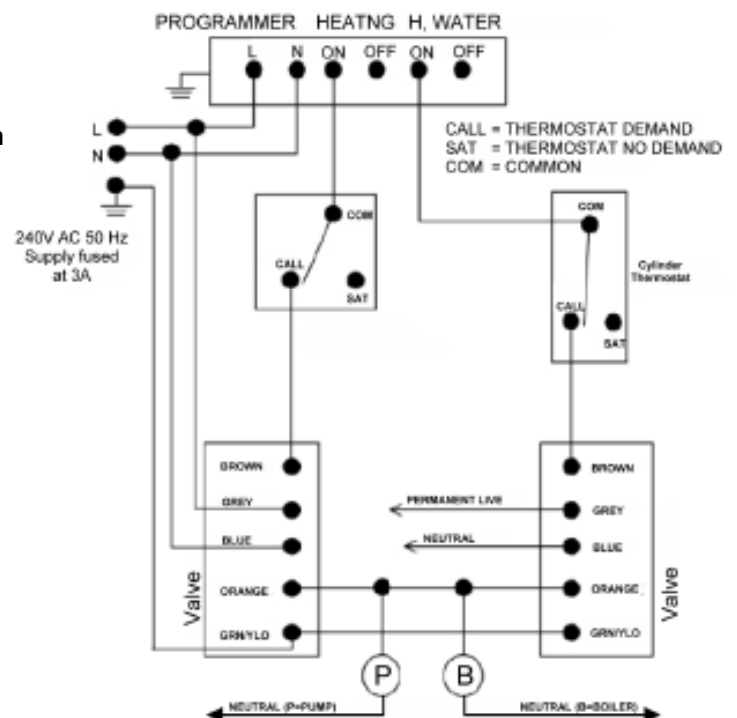 PROGRAMMER HEATNG H, WATER
L N ON OFF ON OFF
L
N
240V AC 50 Hz
Supply fused
at 3A
CALL = THERMOSTAT DEMAND
SAT = THERMOSTAT NO DEMAND
COM = COMMON
COM
CALL
SAT
COM
CALL
SAT
Cylinder
Thermostat
BROWN
GREY
BLUE
ORANGE
GRN/YLO
Valve
PERMANENT LIVE
NEUTRAL
BROWN
GREY
BLUE
ORANGE
GRN/YLO
Valve
P
B
NEUTRAL (P=PUMP)
NEUTRAL (B=BOILER)